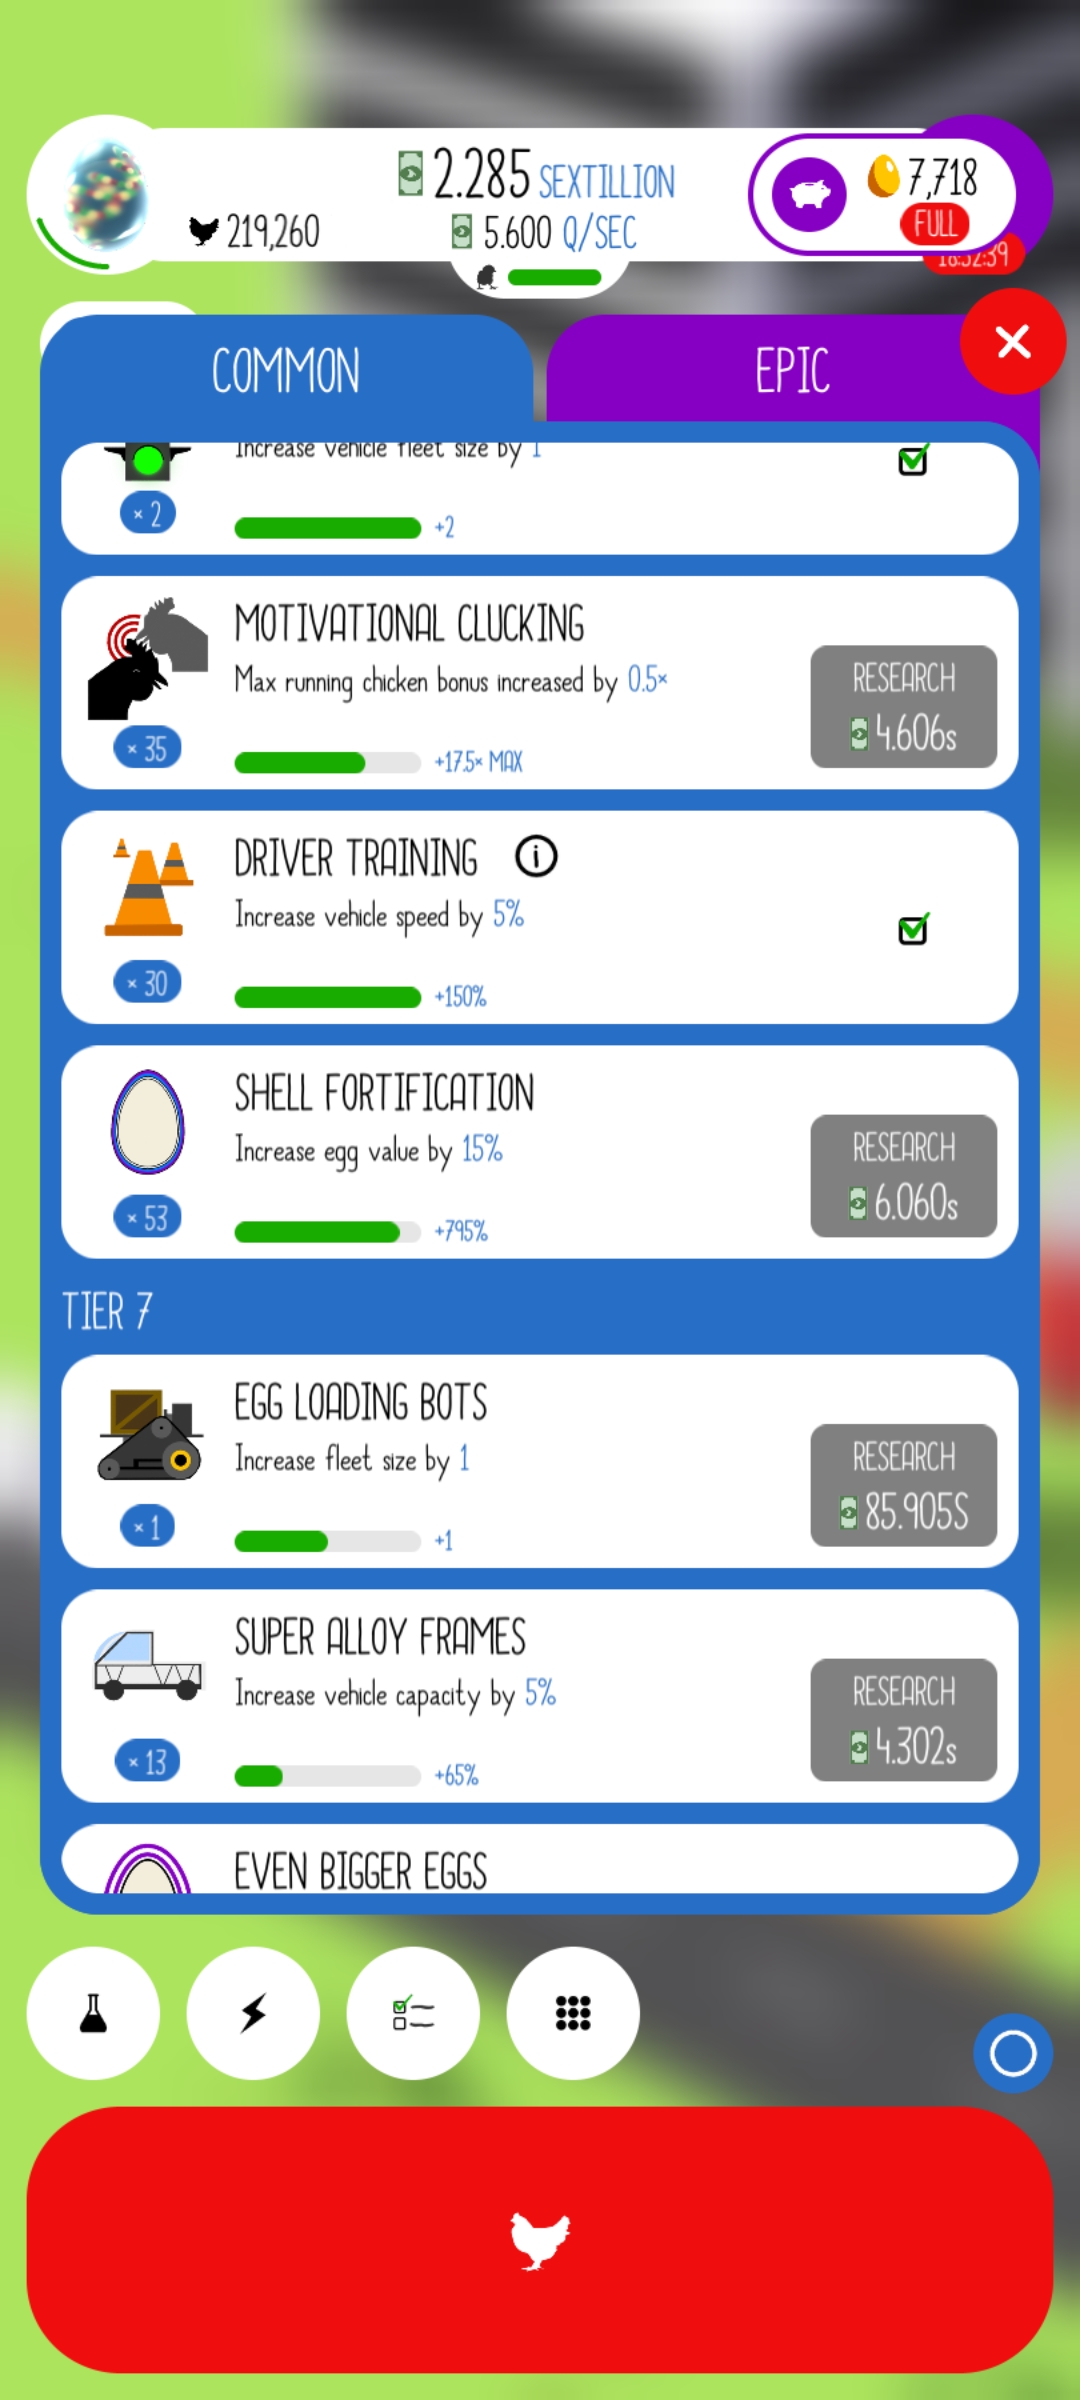 2.285 SEXTILLION
219,260
5.600 Q/SEC
7,718
FULL
16:52:39
COMMON
EPIC
Increase vehicle fleet size by 1
× 2
+2
MOTIVATIONAL CLUCKING
Max running chicken bonus increased by 0.5×
RESEARCH
4.606s
× 35
+17.5× MAX
DRIVER TRAINING
Increase vehicle speed by 5%
× 30
+150%
SHELL FORTIFICATION
Increase egg value by 15%
RESEARCH
6.060s
× 53
+795%
TIER 7
EGG LOADING BOTS
Increase fleet size by 1
RESEARCH
85.905S
× 1
+1
SUPER ALLOY FRAMES
Increase vehicle capacity by 5%
RESEARCH
4.302s
× 13
+65%
EVEN BIGGER EGGS